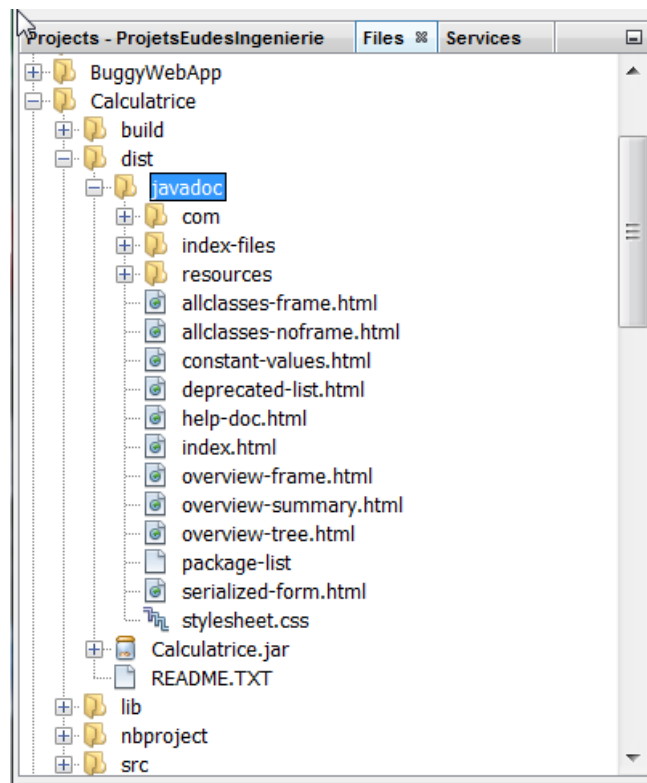 Projects - ProjetsEudesIngenierie Files Services
BuggyWebApp
Calculatrice
build
dist
javadoc
com
index-files
resources
allclasses-frame.html
allclasses-noframe.html
constant-values.html
deprecated-list.html
help-doc.html
index.html
overview-frame.html
overview-summary.html
overview-tree.html
package-list
serialized-form.html
stylesheet.css
Calculatrice.jar
README.TXT
lib
nbproject
src